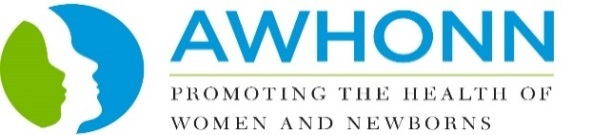 AWHONN
PROMOTING THE HEALTH OF
WOMEN AND NEWBORNS